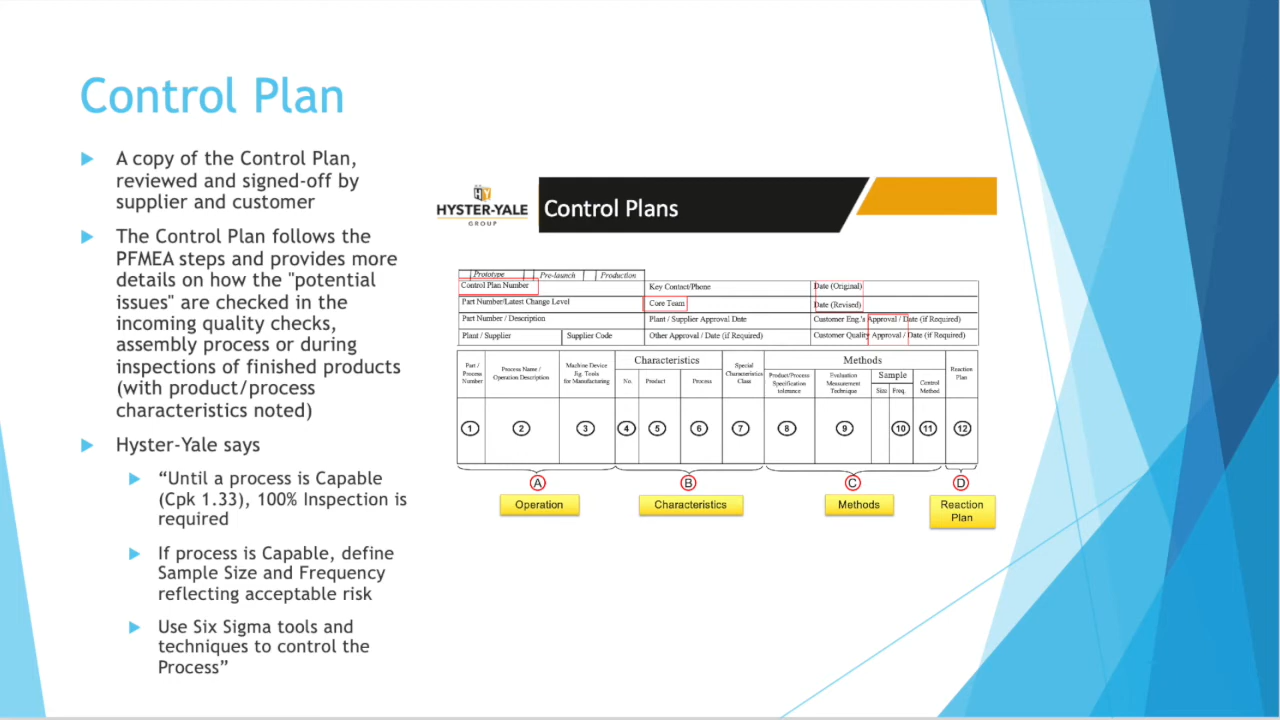 Control Plan
A copy of the Control Plan,
reviewed and signed-off by
supplier and customer
The Control Plan follows the
PFMEA steps and provides more
details on how the "potential
issues" are checked in the
incoming quality checks,
assembly process or during
inspections of finished products
(with product/process
characteristics noted)
Hyster-Yale says
“Until a process is Capable
(Cpk 1.33), 100% Inspection is
required
If process is Capable, define
Sample Size and Frequency
reflecting acceptable risk
Use Six Sigma tools and
techniques to control the
Process”
HY
HYSTER-YALE
GROUP
Control Plans
Prototype Pre-launch Production
Control Plan Number Key Contact/Phone Date (Original)
Part Number/Latest Change Level Core Team Date (Revised)
Part Number / Description Plant / Supplier Approval Date Customer Eng.'s Approval / Date (if Required)
Plant / Supplier Supplier Code Other Approval / Date (if Required) Customer Quality Approval / Date (if Required)
Part /
Process
Number
Process Name /
Operation Description
Machine Device
Jig. Tools
for Manufacturing
Characteristics
No. Product Process
Special
Characteristics
Class
Methods
Product/Process
Specification
tolerance
Evaluation
Measurement
Technique
Sample
Size Freq.
Control
Method
Reaction
Plan
1 2 3 4 5 6 7 8 9 10 11 12
A B C D
Operation Characteristics Methods Reaction
Plan